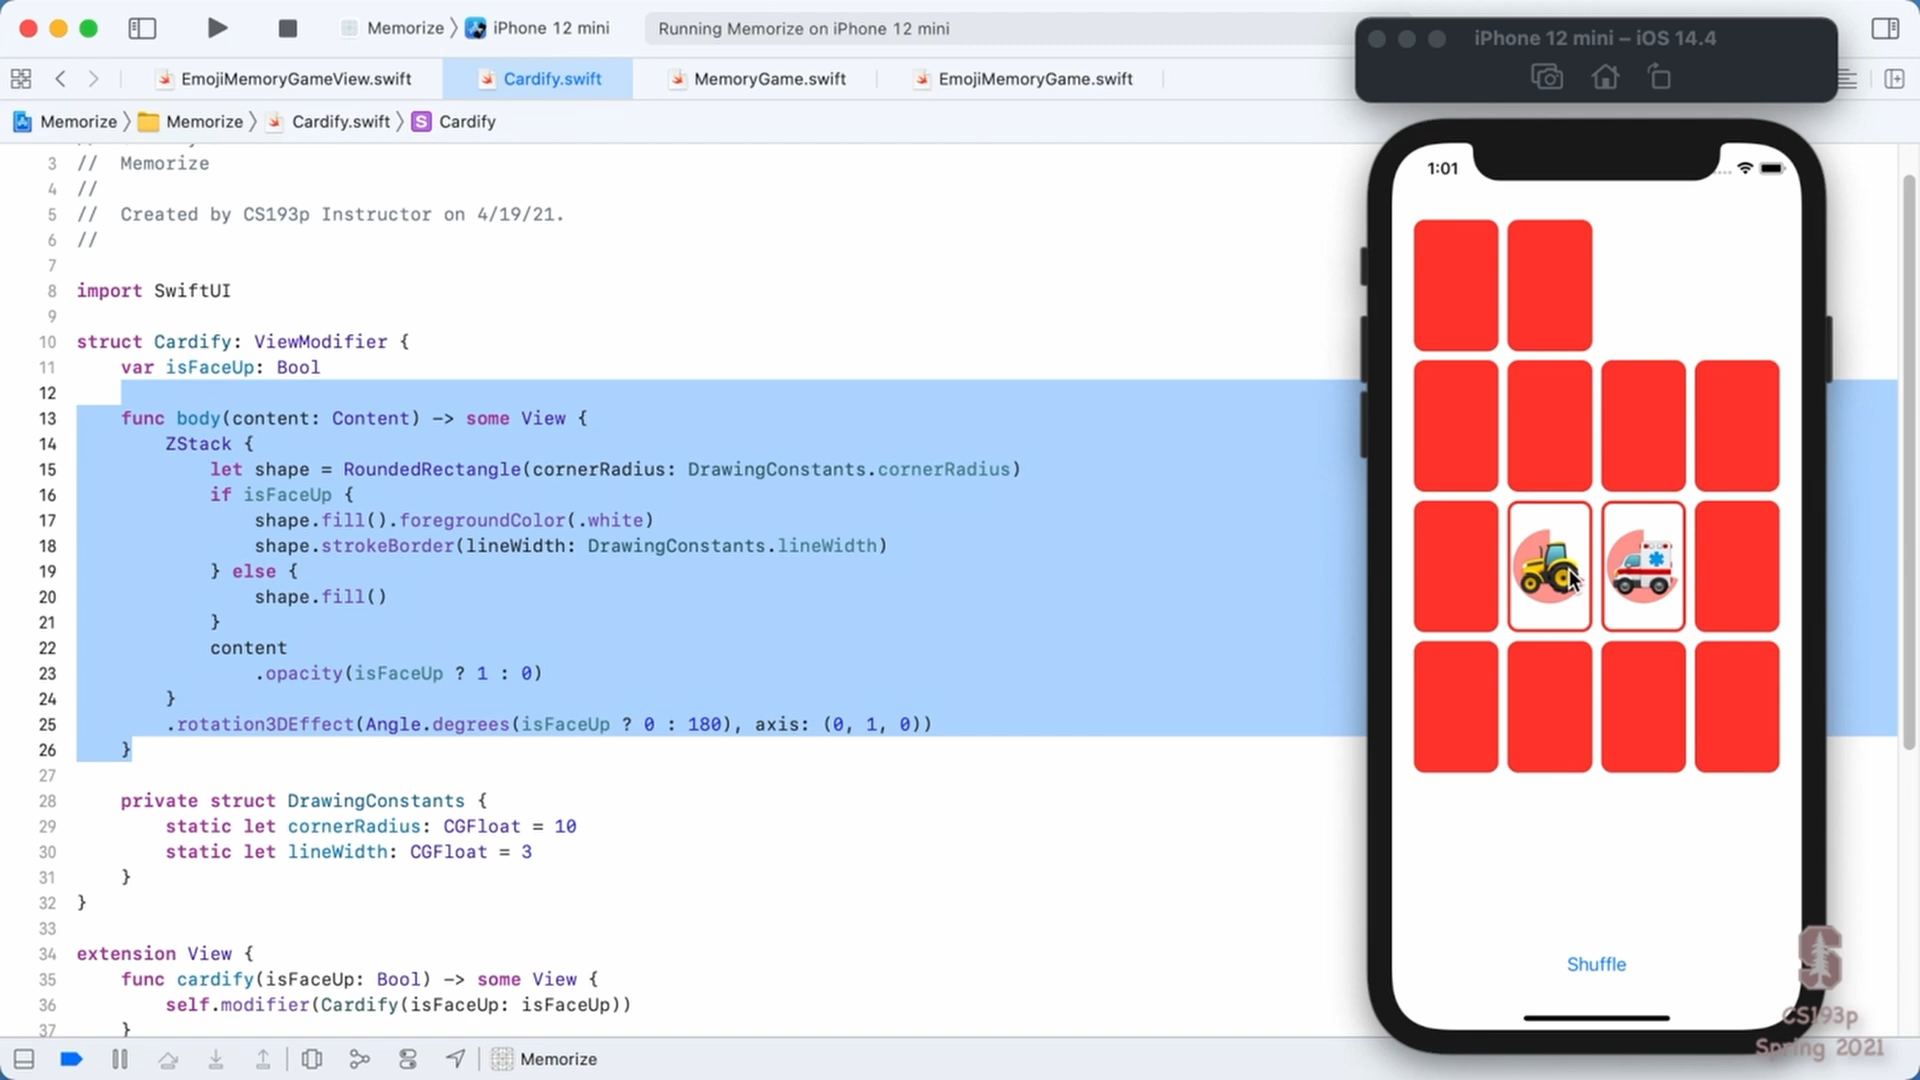 Memorize 〉 iPhone 12 mini
Running Memorize on iPhone 12 mini
iPhone 12 mini – iOS 14.4
EmojiMemoryGameView.swift
Cardify.swift
MemoryGame.swift
EmojiMemoryGame.swift
Memorize 〉 Memorize 〉 Cardify.swift 〉 S Cardify
3 //  Memorize
4 //
5 //  Created by CS193p Instructor on 4/19/21.
6 //
7
8 import SwiftUI
9
10 struct Cardify: ViewModifier {
11     var isFaceUp: Bool
12
13     func body(content: Content) -> some View {
14         ZStack {
15             let shape = RoundedRectangle(cornerRadius: DrawingConstants.cornerRadius)
16             if isFaceUp {
17                 shape.fill().foregroundColor(.white)
18                 shape.strokeBorder(lineWidth: DrawingConstants.lineWidth)
19             } else {
20                 shape.fill()
21             }
22             content
23                 .opacity(isFaceUp ? 1 : 0)
24         }
25         .rotation3DEffect(Angle.degrees(isFaceUp ? 0 : 180), axis: (0, 1, 0))
26     }
27
28     private struct DrawingConstants {
29         static let cornerRadius: CGFloat = 10
30         static let lineWidth: CGFloat = 3
31     }
32 }
33
34 extension View {
35     func cardify(isFaceUp: Bool) -> some View {
36         self.modifier(Cardify(isFaceUp: isFaceUp))
37     }
1:01
Shuffle
CS193p
Spring 2021
Memorize